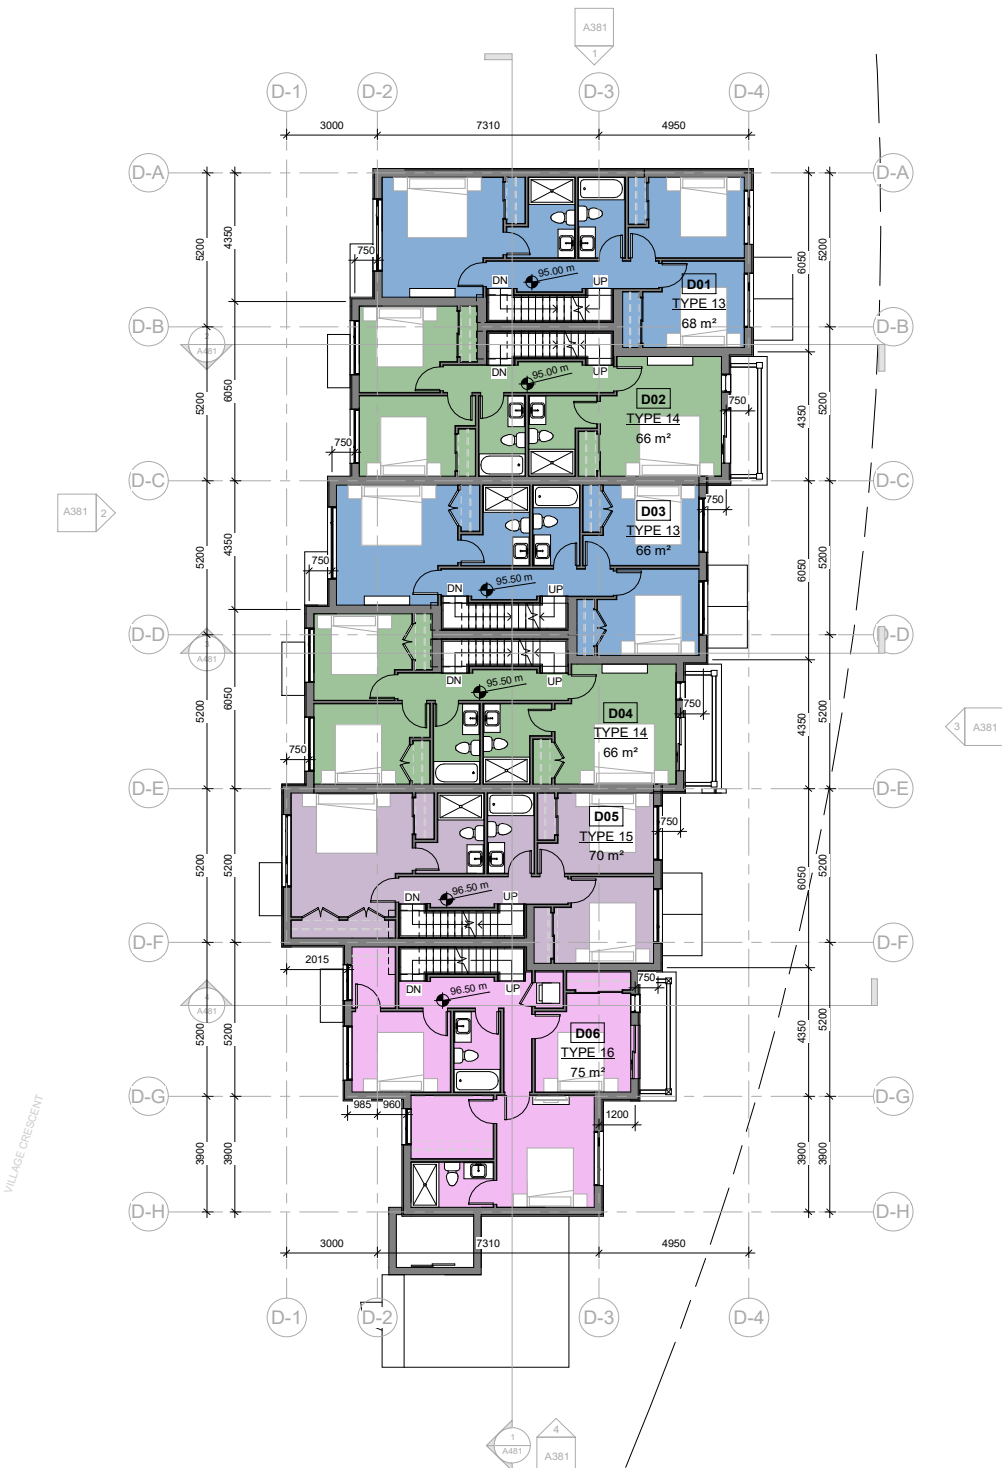 A381
1
D-1 D-2 D-3 D-4
3000 7310 4950
D-A D-A
5200 4350 6050 5200
750
95.00 m
DN UP
D01
TYPE 13
68 m²
D-B D-B
A481
DN UP
95.00 m
D02
TYPE 14
66 m²
750
5200 6050 4350 5200
750
D-C D-C
A381 2
750
D03
TYPE 13
66 m²
5200 4350 6050 5200
750
95.50 m
DN UP
D-D D-D
3
A481
DN UP
95.50 m
D04
TYPE 14
66 m²
750
5200 6050 4350 5200
3 A381
750
D-E D-E
D05
TYPE 15
70 m²
750
5200 5200 6050 5200
96.50 m
DN UP
D-F D-F
2015
DN UP
96.50 m
750
4
A481
D06
TYPE 16
75 m²
5200 5200 4350 5200
D-G D-G
985 960 1200
3900 3900 3900 3900
VILLAGE CRESCENT
D-H D-H
3000 7310 4950
D-1 D-2 D-3 D-4
1
A481
4
A381